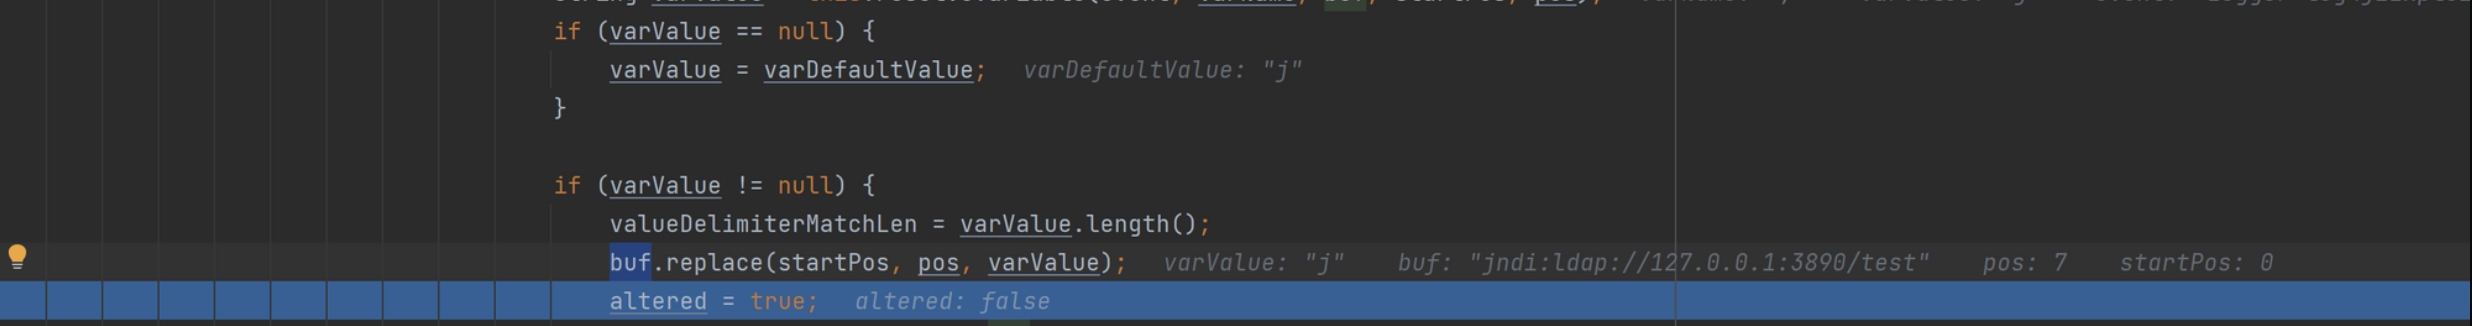 if (varValue == null) {
varValue = varDefaultValue; varDefaultValue: "j"
}
if (varValue != null) {
valueDelimiterMatchLen = varValue.length();
buf.replace(startPos, pos, varValue); varValue: "j" buf: "jndi:ldap://127.0.0.1:3890/test" pos: 7 startPos: 0
altered = true; altered: false